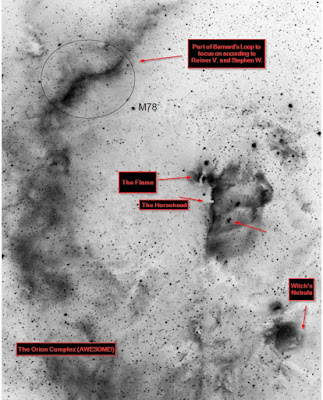 Part of Barnard's Loop to
focus on according to
Reiner V. and Stephen W.
M78
The Flame
The Horsehead
Witch's
Nebula
The Orion Complex (AWESOME!)